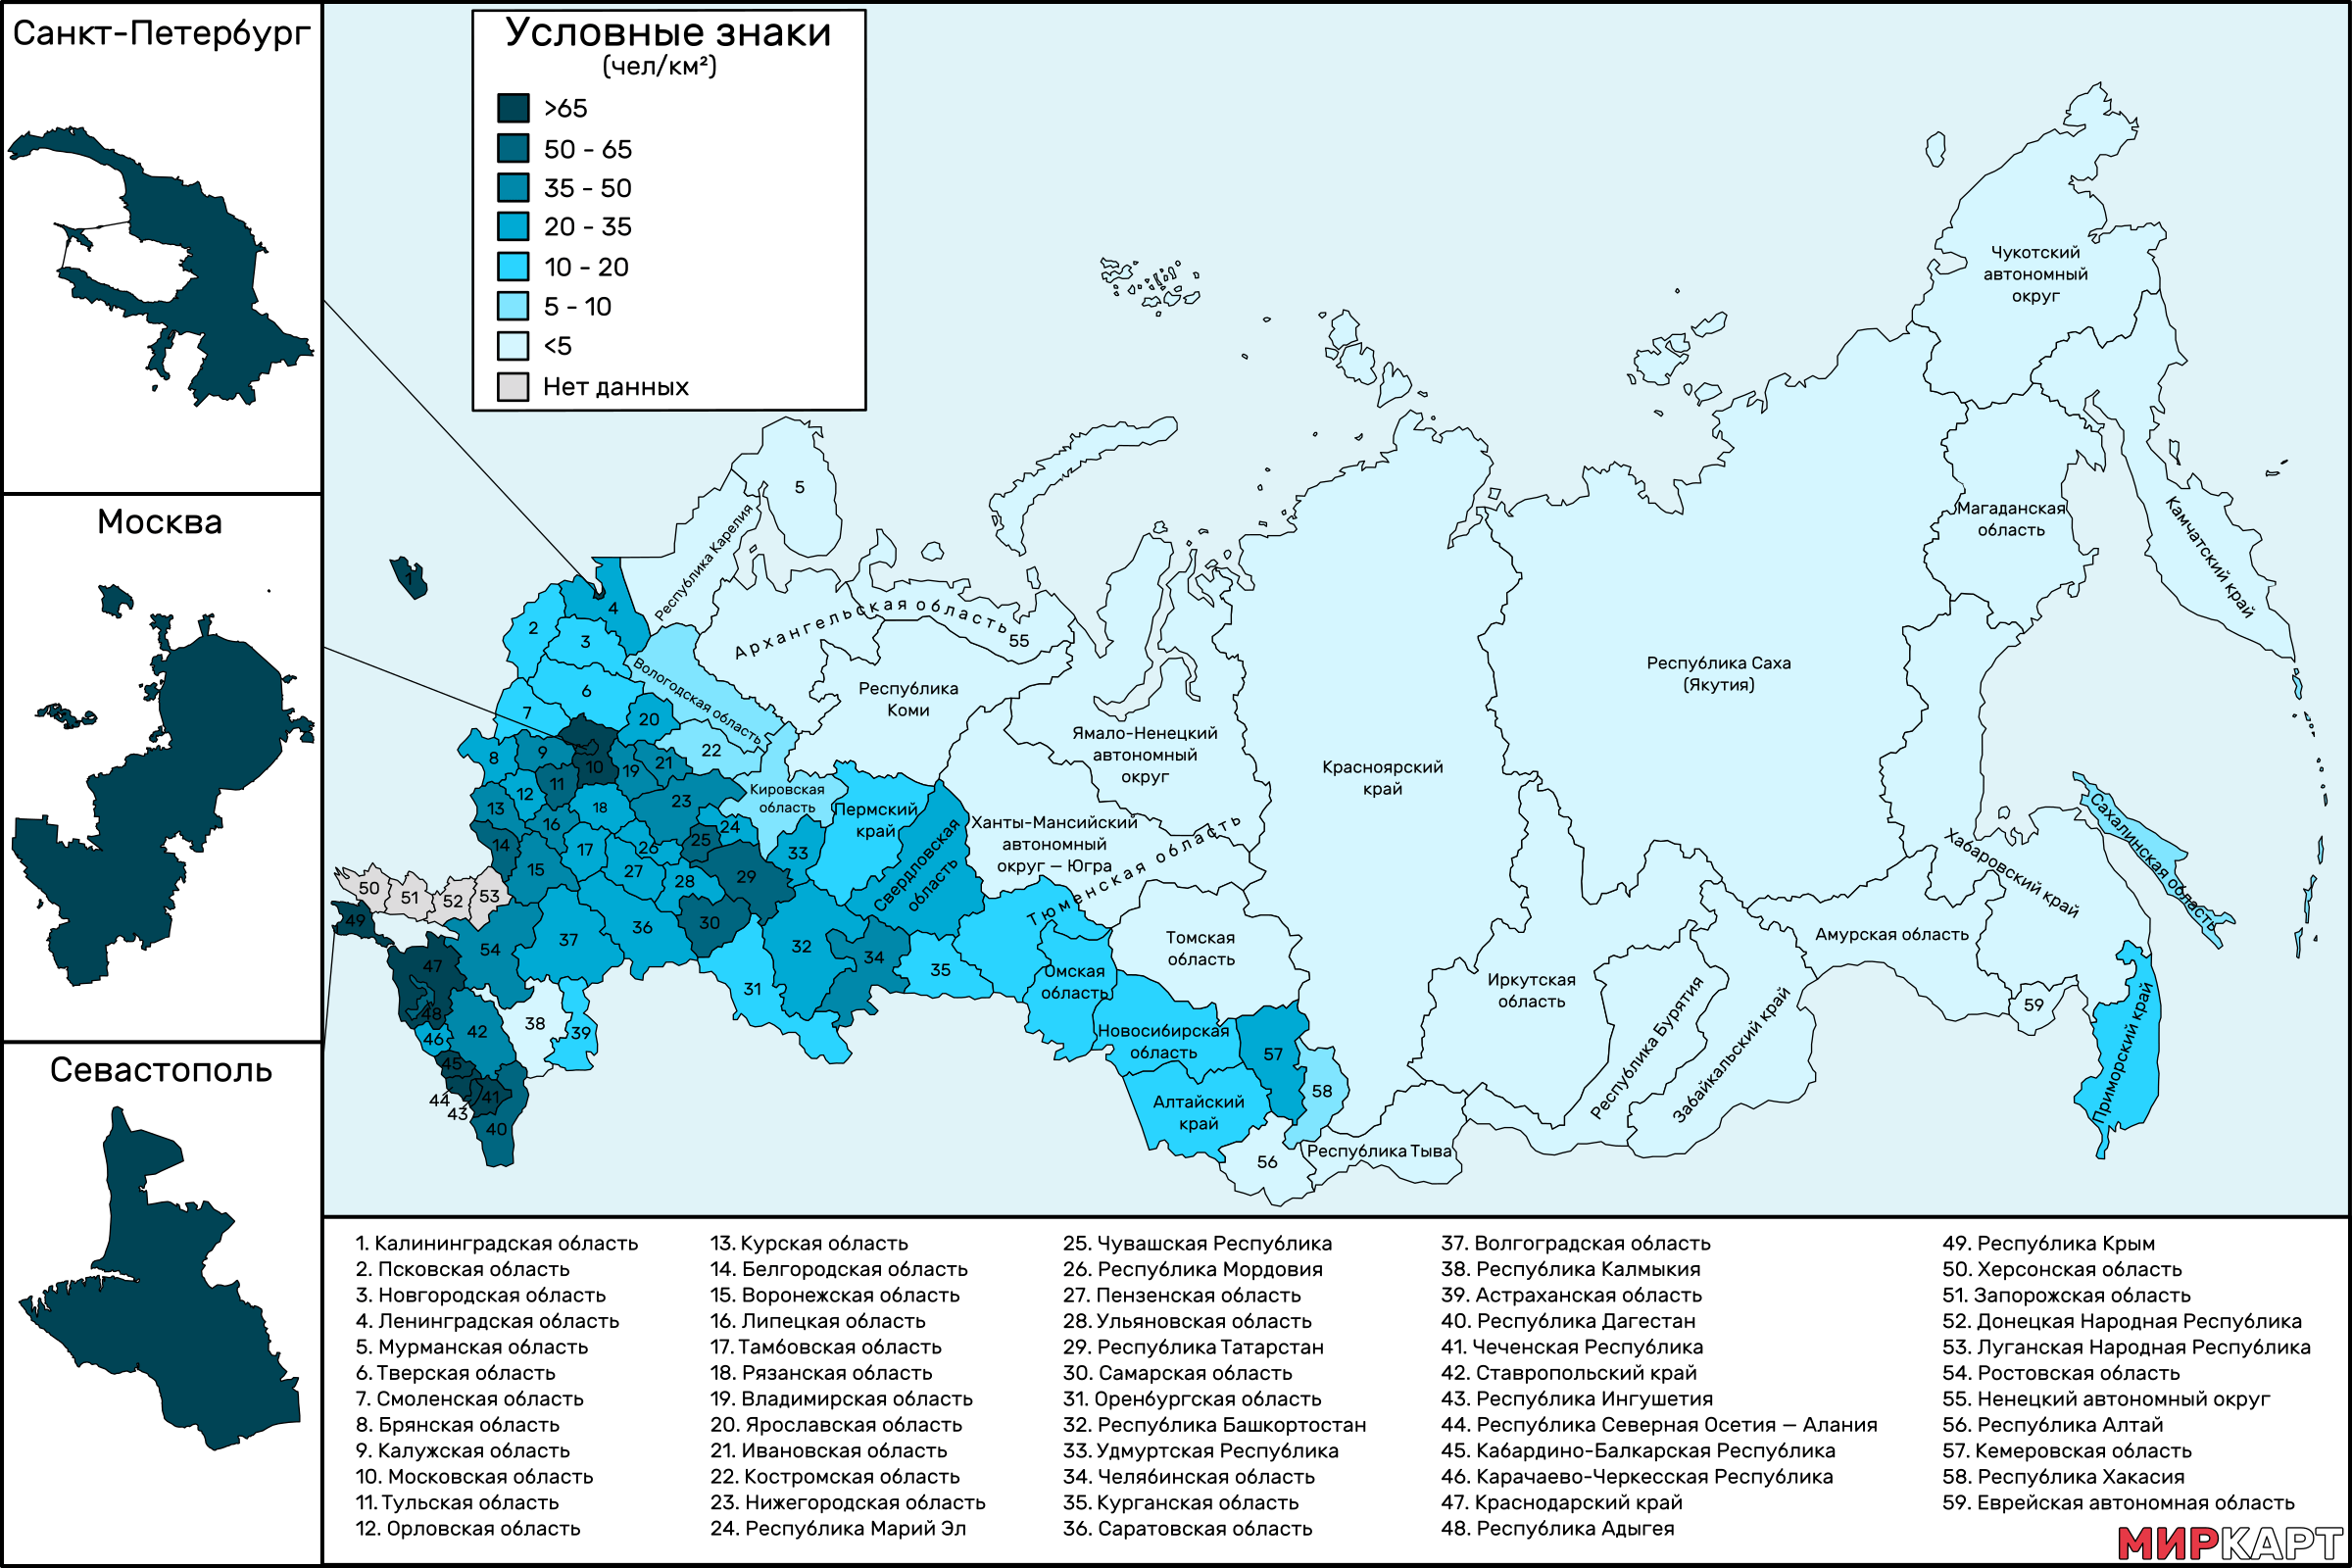 Санкт-Петербург
Москва
Севастополь
Условные знаки
(чел/км²)
>65
50 - 65
35 - 50
20 - 35
10 - 20
5 - 10
<5
Нет данных
Чукотский
автономный
округ
Магаданская
область
Камчатский край
Республика Саха
(Якутия)
Хабаровский край
Сахалинская область
Амурская область
Приморский край
59
Красноярский
край
Иркутская
область
Республика Бурятия
Забайкальский край
Республика Тыва
56
57
58
Алтайский
край
Новосибирская
область
Омская
область
Томская
область
Тюменская область
Ханты-Мансийский
автономный
округ — Югра
Ямало-Ненецкий
автономный
округ
Республика
Коми
Архангельская область
55
Республика Карелия
5
Вологодская область
Кировская
область
Пермский
край
Свердловская
область
1
2
3
4
6
7
8
9
10
11
12
13
14
15
16
17
18
19
20
21
22
23
24
25
26
27
28
29
30
31
32
33
34
35
36
37
38
39
40
41
42
43
44
45
46
47
48
49
50
51
52
53
54
1. Калининградская область
2. Псковская область
3. Новгородская область
4. Ленинградская область
5. Мурманская область
6. Тверская область
7. Смоленская область
8. Брянская область
9. Калужская область
10. Московская область
11. Тульская область
12. Орловская область
13. Курская область
14. Белгородская область
15. Воронежская область
16. Липецкая область
17. Тамбовская область
18. Рязанская область
19. Владимирская область
20. Ярославская область
21. Ивановская область
22. Костромская область
23. Нижегородская область
24. Республика Марий Эл
25. Чувашская Республика
26. Республика Мордовия
27. Пензенская область
28. Ульяновская область
29. Республика Татарстан
30. Самарская область
31. Оренбургская область
32. Республика Башкортостан
33. Удмуртская Республика
34. Челябинская область
35. Курганская область
36. Саратовская область
37. Волгоградская область
38. Республика Калмыкия
39. Астраханская область
40. Республика Дагестан
41. Чеченская Республика
42. Ставропольский край
43. Республика Ингушетия
44. Республика Северная Осетия — Алания
45. Кабардино-Балкарская Республика
46. Карачаево-Черкесская Республика
47. Краснодарский край
48. Республика Адыгея
49. Республика Крым
50. Херсонская область
51. Запорожская область
52. Донецкая Народная Республика
53. Луганская Народная Республика
54. Ростовская область
55. Ненецкий автономный округ
56. Республика Алтай
57. Кемеровская область
58. Республика Хакасия
59. Еврейская автономная область
МИРКАРТ